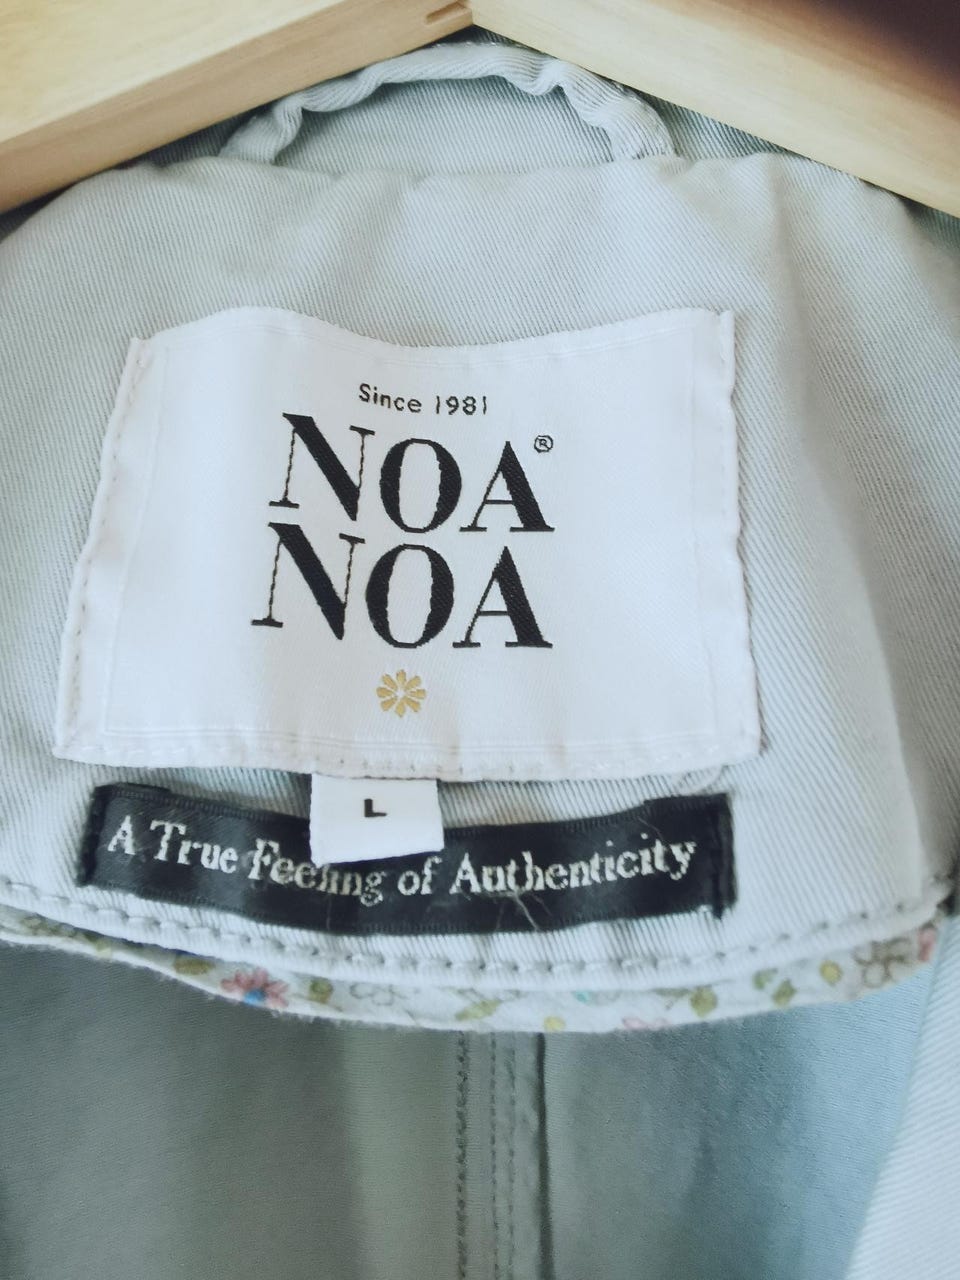 Since 1981
NOA®
NOA
L
A True Feeling of Authenticity